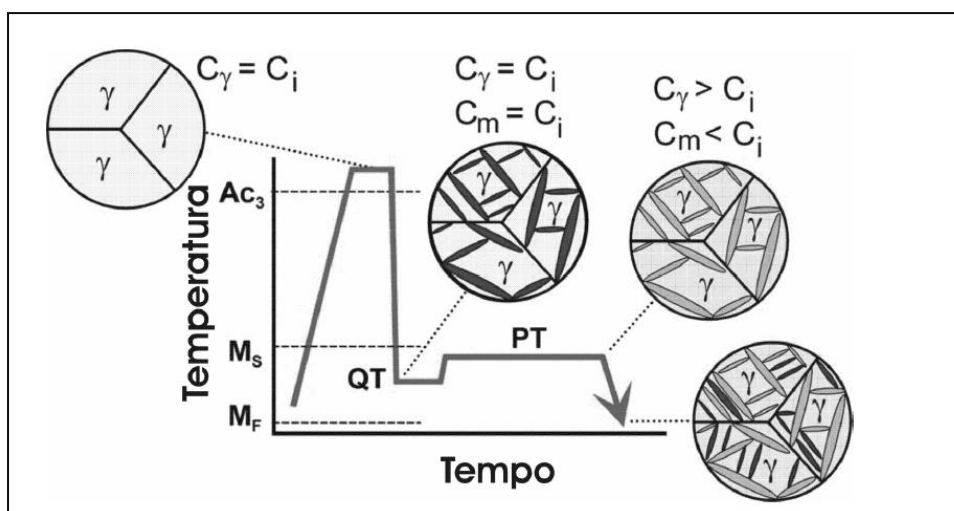 Cγ = Ci
γ
γ
γ
Cγ = Ci
Cm = Ci
γ
γ
γ
Cγ > Ci
Cm < Ci
γ
γ
γ
Temperatura
Ac3
MS
QT
PT
MF
γ
γ
γ
Tempo